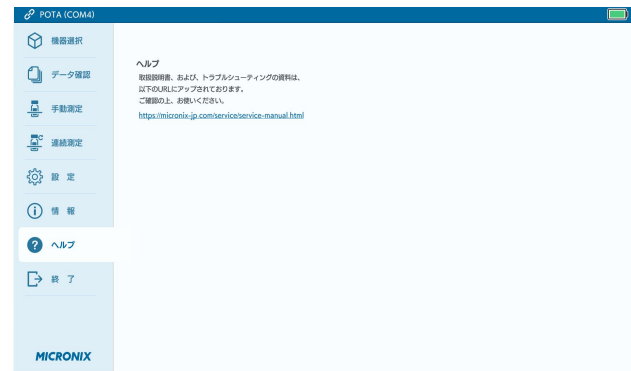 POTA (COM4)
機器選択
データ確認
手動測定
連続測定
設 定
情 報
ヘルプ
終 了
MICRONIX
ヘルプ
取扱説明書、および、トラブルシューティングの資料は、
以下のURLにアップされております。
ご確認の上、お使いください。
https://micronix-jp.com/service/service-manual.html